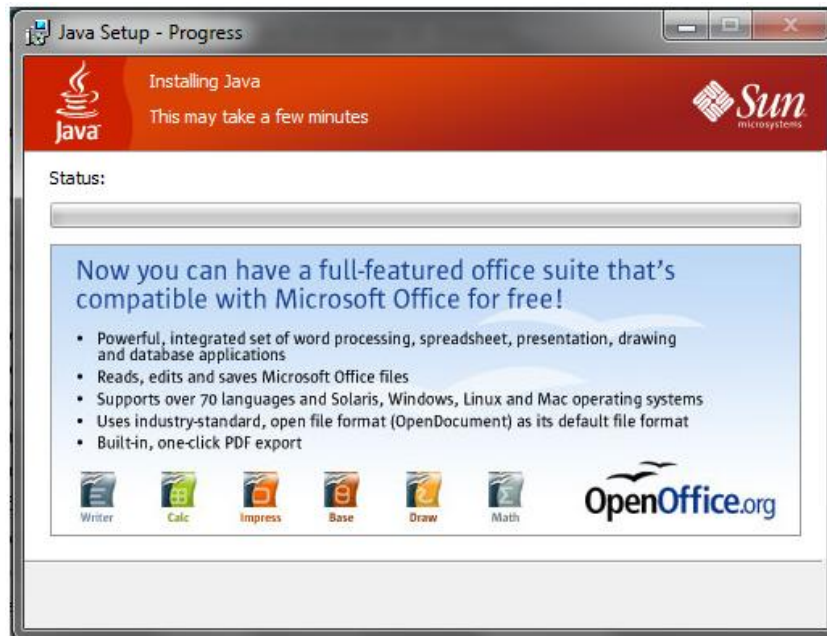 Java Setup - Progress
Installing Java
This may take a few minutes
Java
Sun
microsystems
Status:
Now you can have a full-featured office suite that's
compatible with Microsoft Office for free!
• Powerful, integrated set of word processing, spreadsheet, presentation, drawing
and database applications
• Reads, edits and saves Microsoft Office files
• Supports over 70 languages and Solaris, Windows, Linux and Mac operating systems
• Uses industry-standard, open file format (OpenDocument) as its default file format
• Built-in, one-click PDF export
Writer Calc Impress Base Draw Math
OpenOffice.org